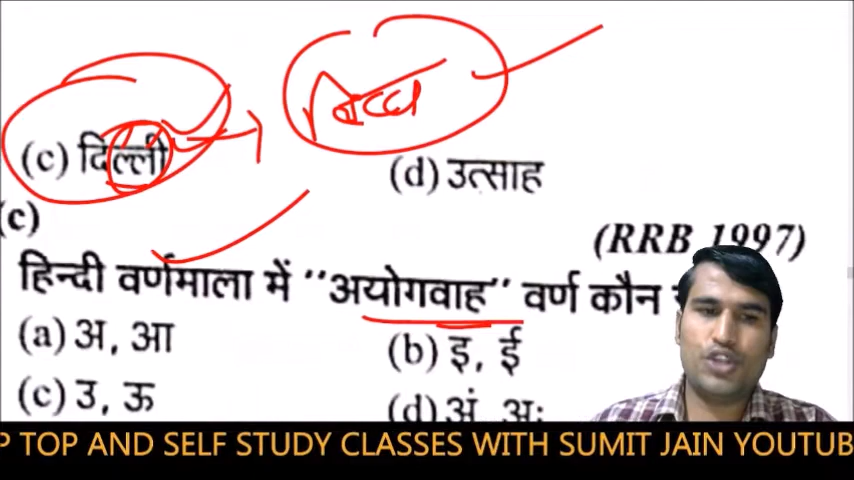 (c) दिल्ली (d) उत्साह
(c)
(RRB 1997)
हिन्दी वर्णमाला में "अयोगवाह" वर्ण कौन
(a) अ, आ (b) इ, ई
(c) उ, ऊ (d) अं, अः
P TOP AND SELF STUDY CLASSES WITH SUMIT JAIN YOUTUB